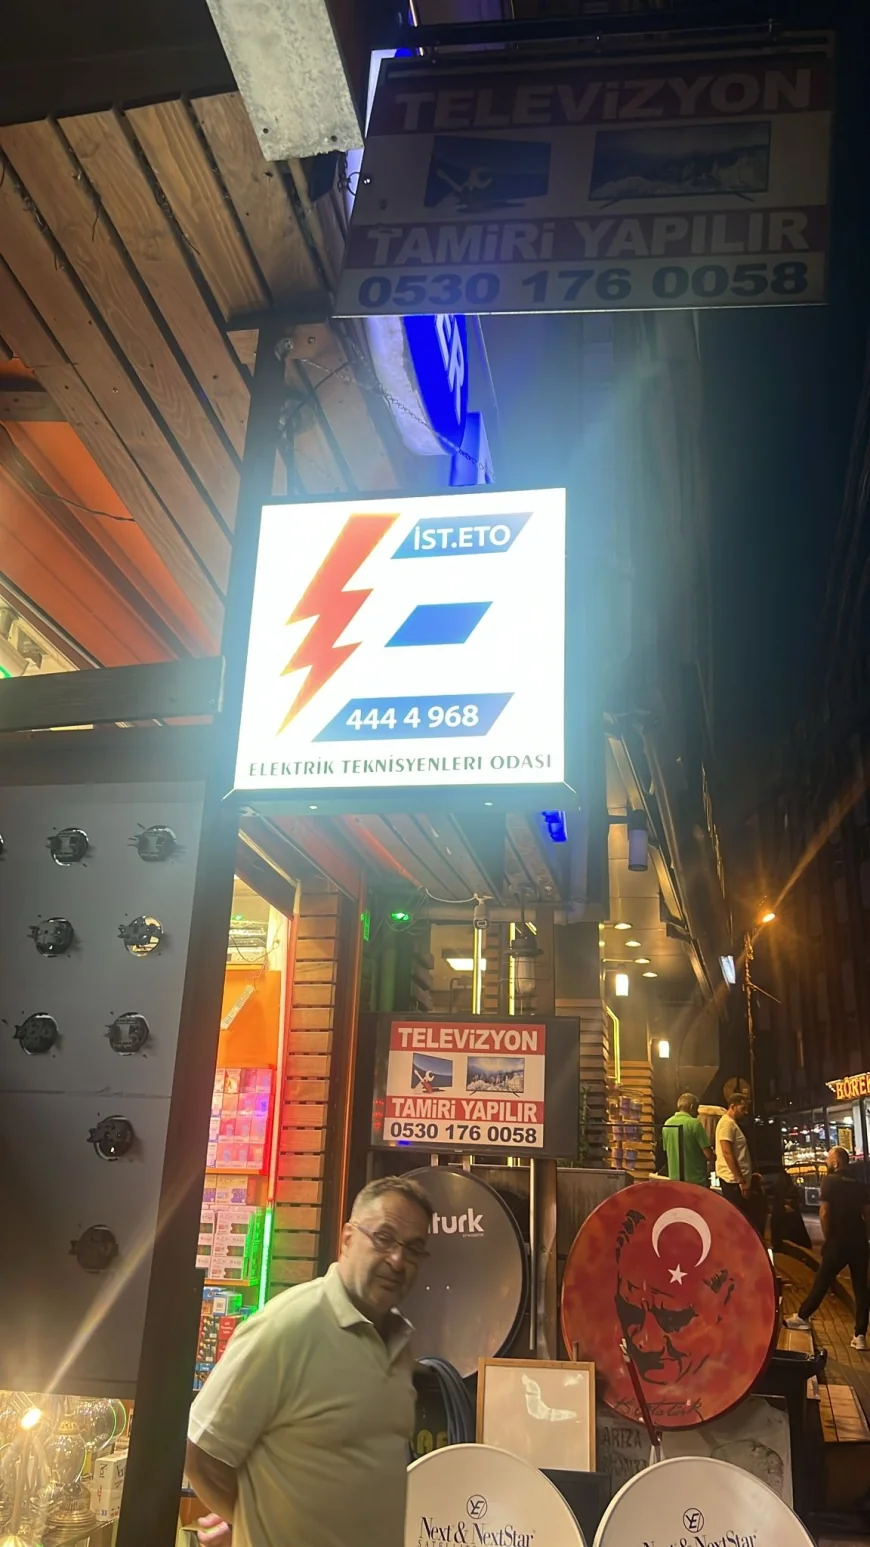 TELEVİZYON
TAMİRİ YAPILIR
0530 176 0058
İST.ETO
444 4 968
ELEKTRİK TEKNİSYENLERI ODASI
TELEVİZYON
TAMİRİ YAPILIR
0530 176 0058
turk
BÖREK
ARIZA
Next & NextStar
Next & NextStar